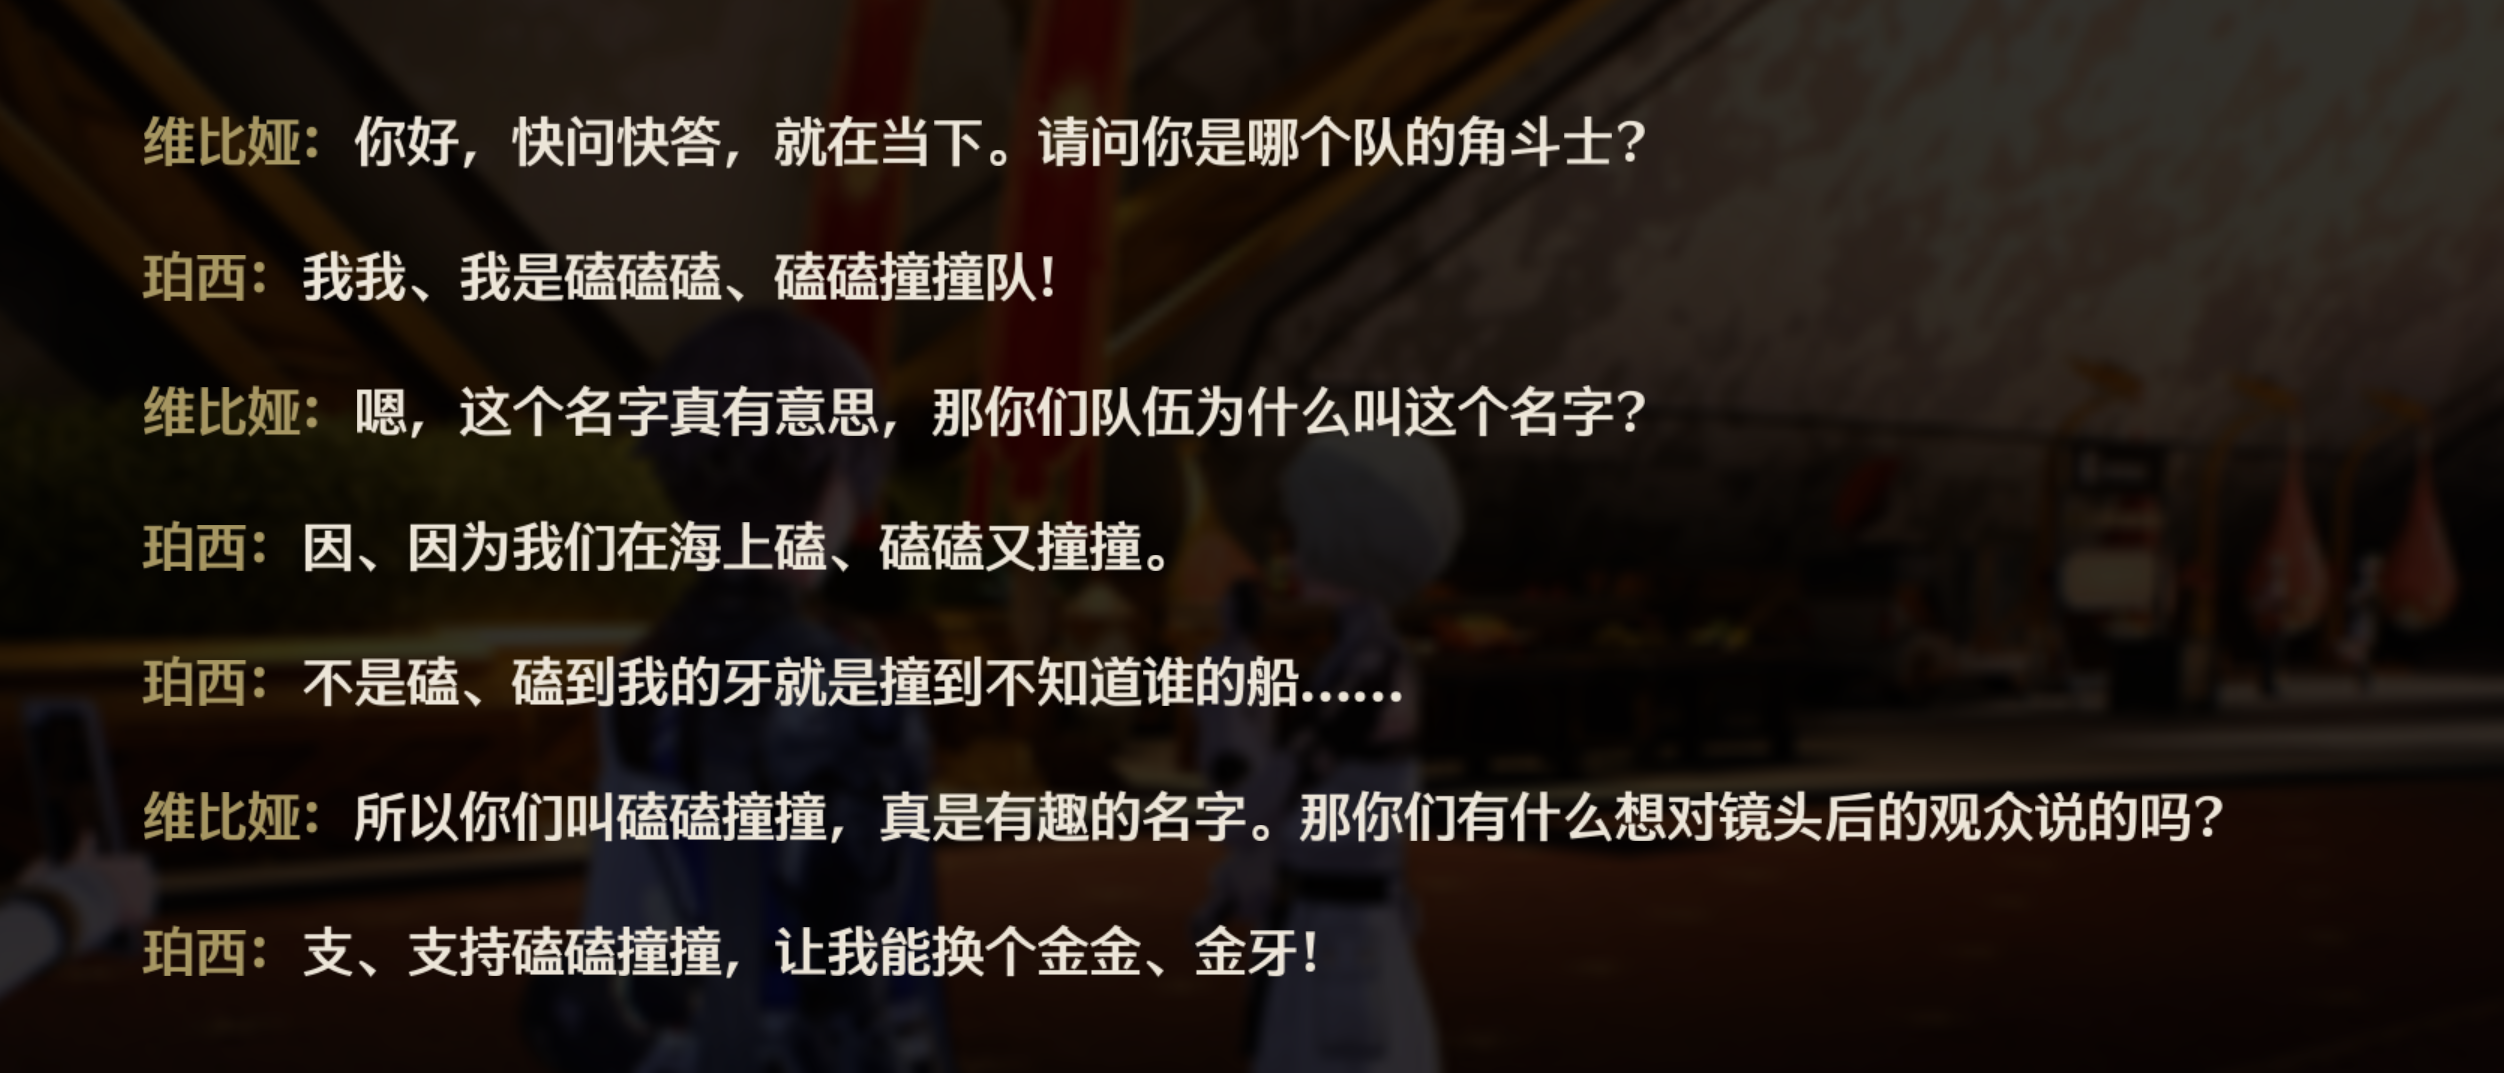 维比娅：你好，快问快答，就在当下。请问你是哪个队的角斗士？
珀西：我我、我是磕磕磕、磕磕撞撞队！
维比娅：嗯，这个名字真有意思，那你们队伍为什么叫这个名字？
珀西：因、因为我们在海上磕、磕磕又撞撞。
珀西：不是磕、磕到我的牙就是撞到不知道谁的船……
维比娅：所以你们叫磕磕撞撞，真是有趣的名字。那你们有什么想对镜头后的观众说的吗？
珀西：支、支持磕磕撞撞，让我能换个金金、金牙！